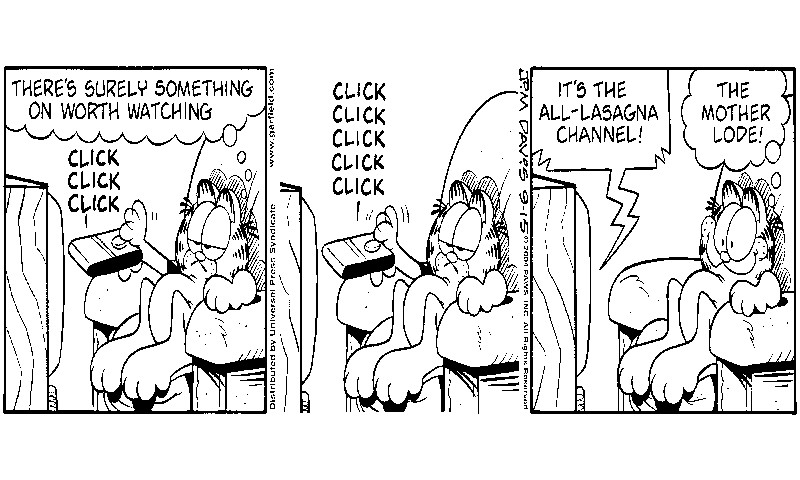 THERE'S SURELY SOMETHING
ON WORTH WATCHING
CLICK
CLICK
CLICK
www.garfield.com
Distributed by Universal Press Syndicate
CLICK
CLICK
CLICK
CLICK
CLICK
JIM DAVIS 9-15
© 2004 PAWS, INC. All Rights Reserved
IT'S THE
ALL-LASAGNA
CHANNEL!
THE
MOTHER
LODE!